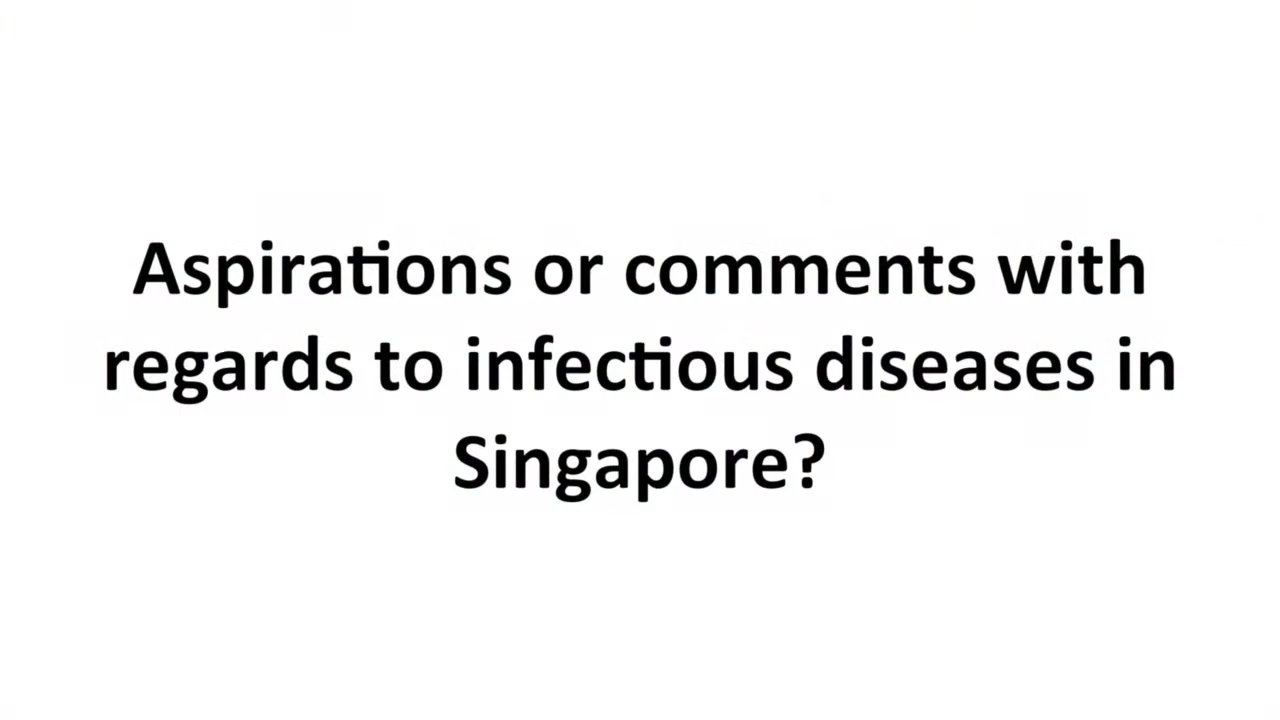 Aspirations or comments with
regards to infectious diseases in
Singapore?